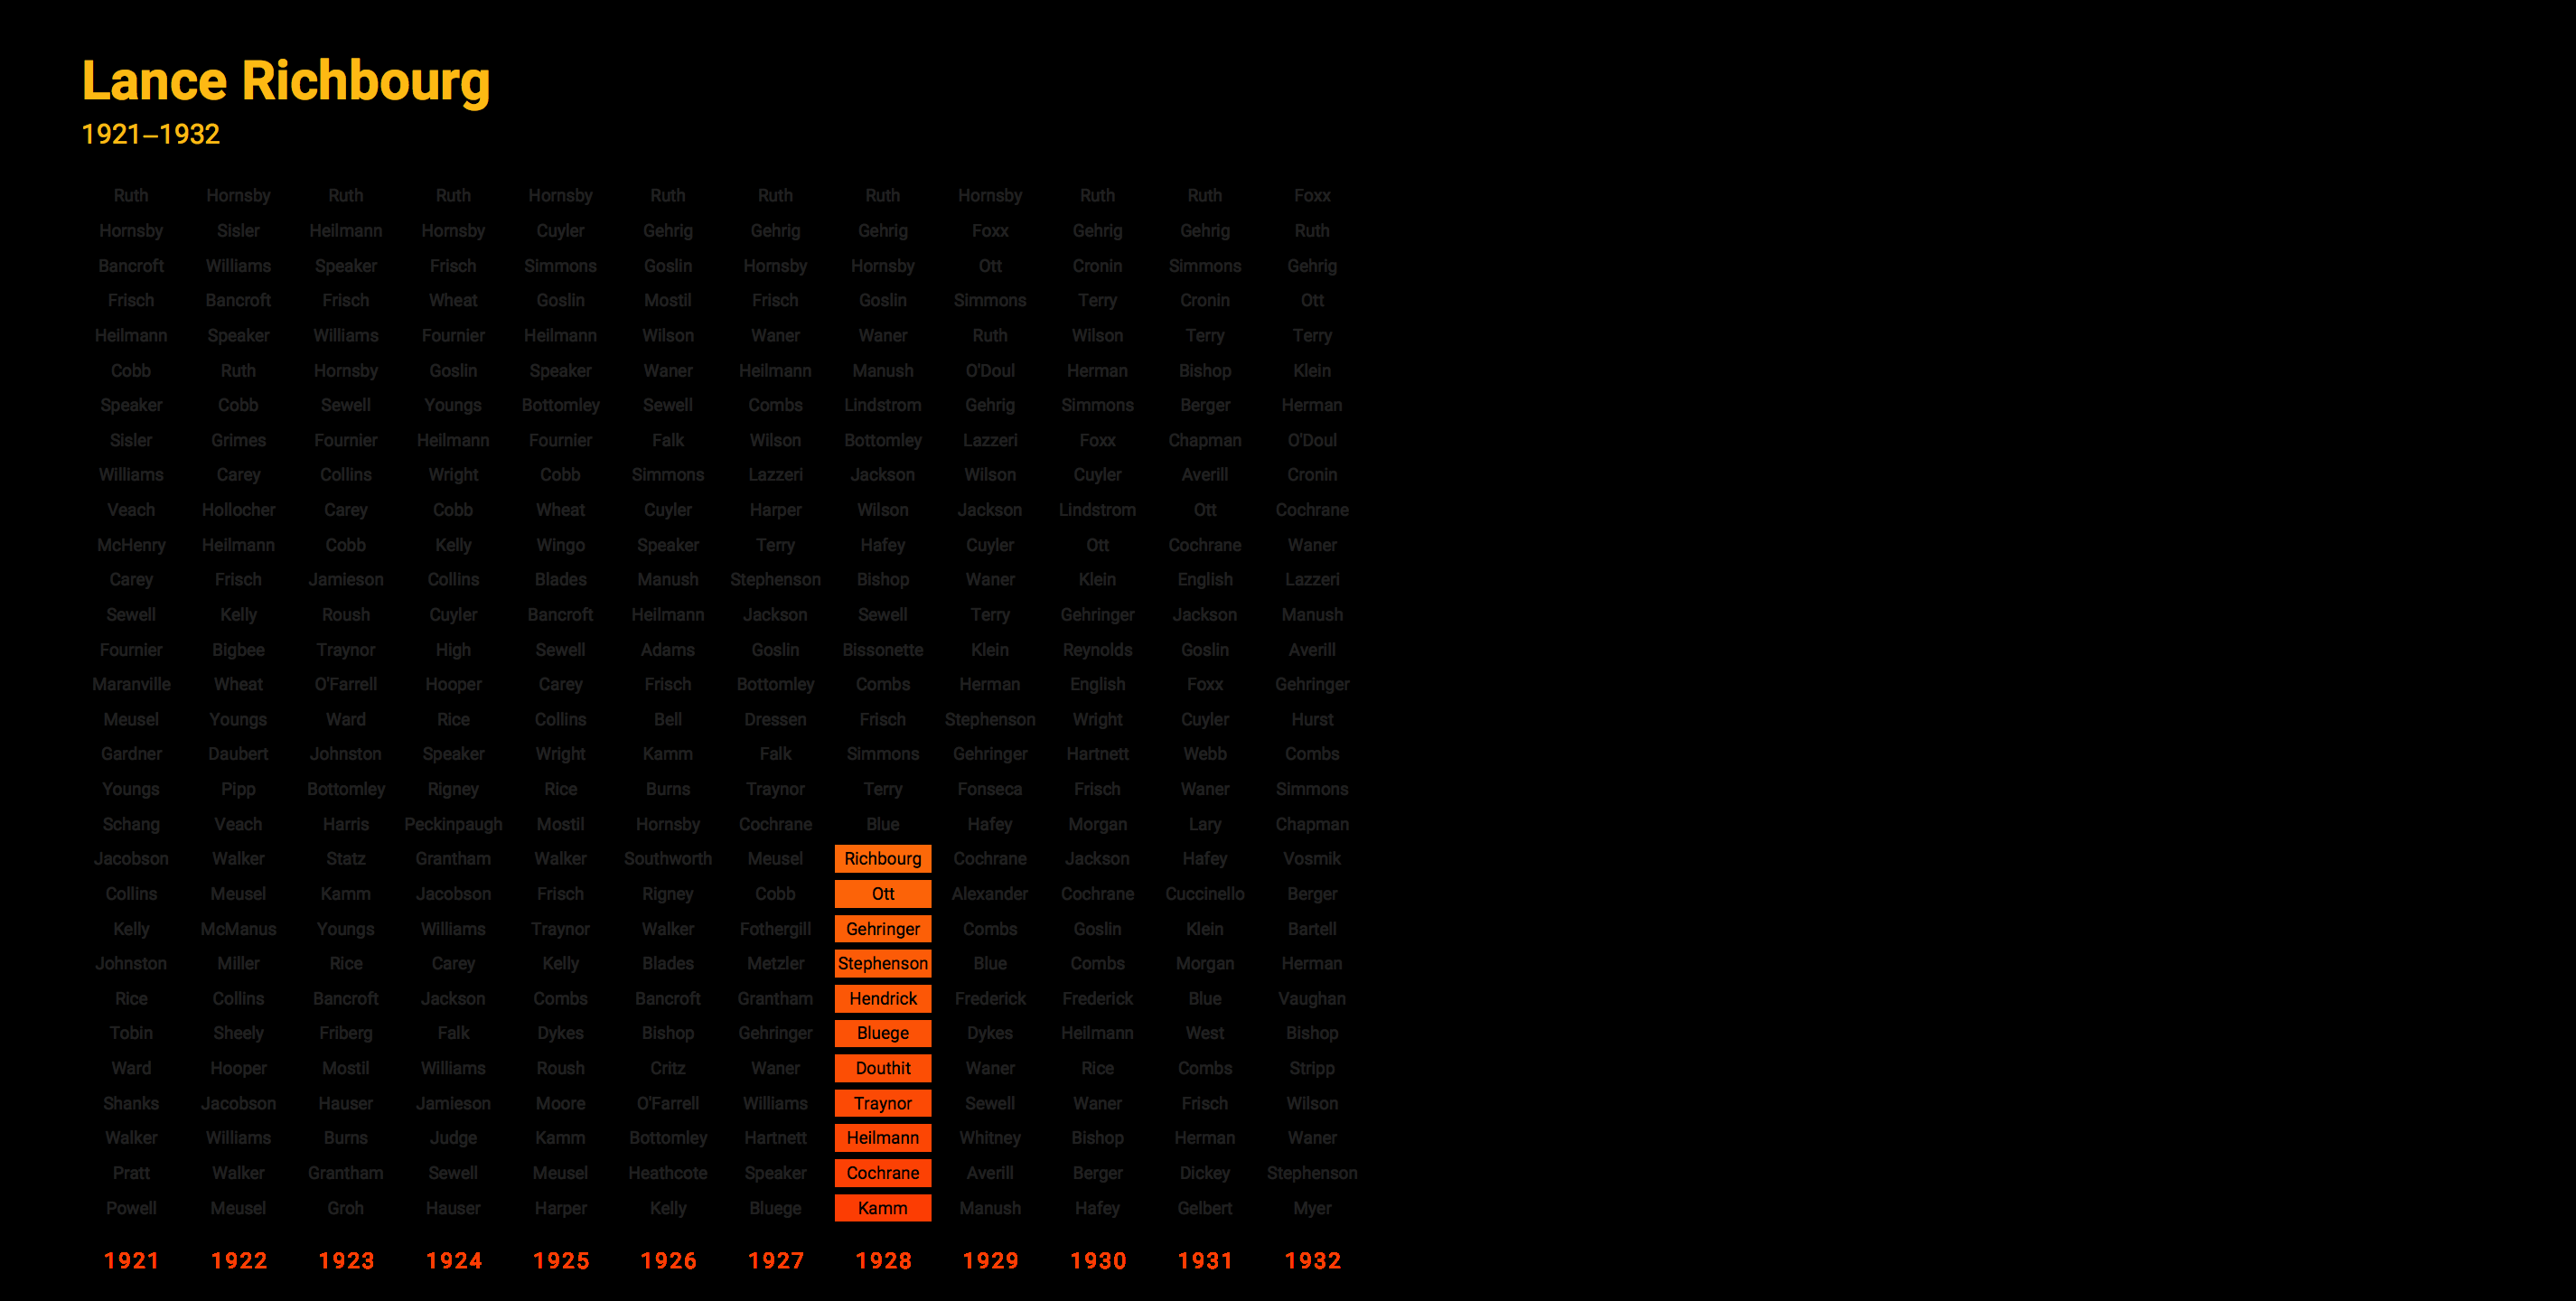 Lance Richbourg
1921–1932
Ruth Hornsby Ruth Ruth Hornsby Ruth Ruth Ruth Hornsby Ruth Ruth Foxx
Hornsby Sisler Heilmann Hornsby Cuyler Gehrig Gehrig Gehrig Foxx Gehrig Gehrig Ruth
Bancroft Williams Speaker Frisch Simmons Goslin Hornsby Hornsby Ott Cronin Simmons Gehrig
Frisch Bancroft Frisch Wheat Goslin Mostil Frisch Goslin Simmons Terry Cronin Ott
Heilmann Speaker Williams Fournier Heilmann Wilson Waner Waner Ruth Wilson Terry Terry
Cobb Ruth Hornsby Goslin Speaker Waner Heilmann Manush O'Doul Herman Bishop Klein
Speaker Cobb Sewell Youngs Bottomley Sewell Combs Lindstrom Gehrig Simmons Berger Herman
Sisler Grimes Fournier Heilmann Fournier Falk Wilson Bottomley Lazzeri Foxx Chapman O'Doul
Williams Carey Collins Wright Cobb Simmons Lazzeri Jackson Wilson Cuyler Averill Cronin
Veach Hollocher Carey Cobb Wheat Cuyler Harper Wilson Jackson Lindstrom Ott Cochrane
McHenry Heilmann Cobb Kelly Wingo Speaker Terry Hafey Cuyler Ott Cochrane Waner
Carey Frisch Jamieson Collins Blades Manush Stephenson Bishop Waner Klein English Lazzeri
Sewell Kelly Roush Cuyler Bancroft Heilmann Jackson Sewell Terry Gehringer Jackson Manush
Fournier Bigbee Traynor High Sewell Adams Goslin Bissonette Klein Reynolds Goslin Averill
Maranville Wheat O'Farrell Hooper Carey Frisch Bottomley Combs Herman English Foxx Gehringer
Meusel Youngs Ward Rice Collins Bell Dressen Frisch Stephenson Wright Cuyler Hurst
Gardner Daubert Johnston Speaker Wright Kamm Falk Simmons Gehringer Hartnett Webb Combs
Youngs Pipp Bottomley Rigney Rice Burns Traynor Terry Fonseca Frisch Waner Simmons
Schang Veach Harris Peckinpaugh Mostil Hornsby Cochrane Blue Hafey Morgan Lary Chapman
Jacobson Walker Statz Grantham Walker Southworth Meusel Richbourg Cochrane Jackson Hafey Vosmik
Collins Meusel Kamm Jacobson Frisch Rigney Cobb Ott Alexander Cochrane Cuccinello Berger
Kelly McManus Youngs Williams Traynor Walker Fothergill Gehringer Combs Goslin Klein Bartell
Johnston Miller Rice Carey Kelly Blades Metzler Stephenson Blue Combs Morgan Herman
Rice Collins Bancroft Jackson Combs Bancroft Grantham Hendrick Frederick Frederick Blue Vaughan
Tobin Sheely Friberg Falk Dykes Bishop Gehringer Bluege Dykes Heilmann West Bishop
Ward Hooper Mostil Williams Roush Critz Waner Douthit Waner Rice Combs Stripp
Shanks Jacobson Hauser Jamieson Moore O'Farrell Williams Traynor Sewell Waner Frisch Wilson
Walker Williams Burns Judge Kamm Bottomley Hartnett Heilmann Whitney Bishop Herman Waner
Pratt Walker Grantham Sewell Meusel Heathcote Speaker Cochrane Averill Berger Dickey Stephenson
Powell Meusel Groh Hauser Harper Kelly Bluege Kamm Manush Hafey Gelbert Myer
1921 1922 1923 1924 1925 1926 1927 1928 1929 1930 1931 1932